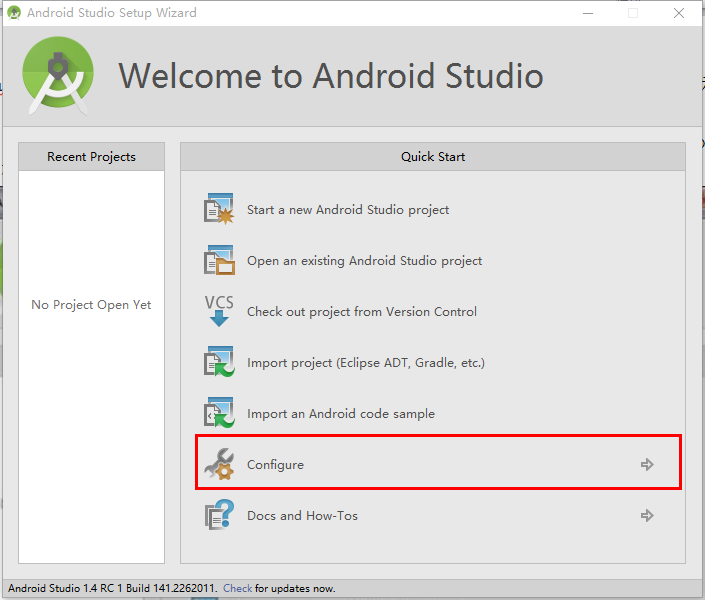 Android Studio Setup Wizard
Welcome to Android Studio
Recent Projects
No Project Open Yet
Quick Start
Start a new Android Studio project
Open an existing Android Studio project
VCS
Check out project from Version Control
Import project (Eclipse ADT, Gradle, etc.)
Import an Android code sample
Configure
Docs and How-Tos
Android Studio 1.4 RC 1 Build 141.2262011. Check for updates now.